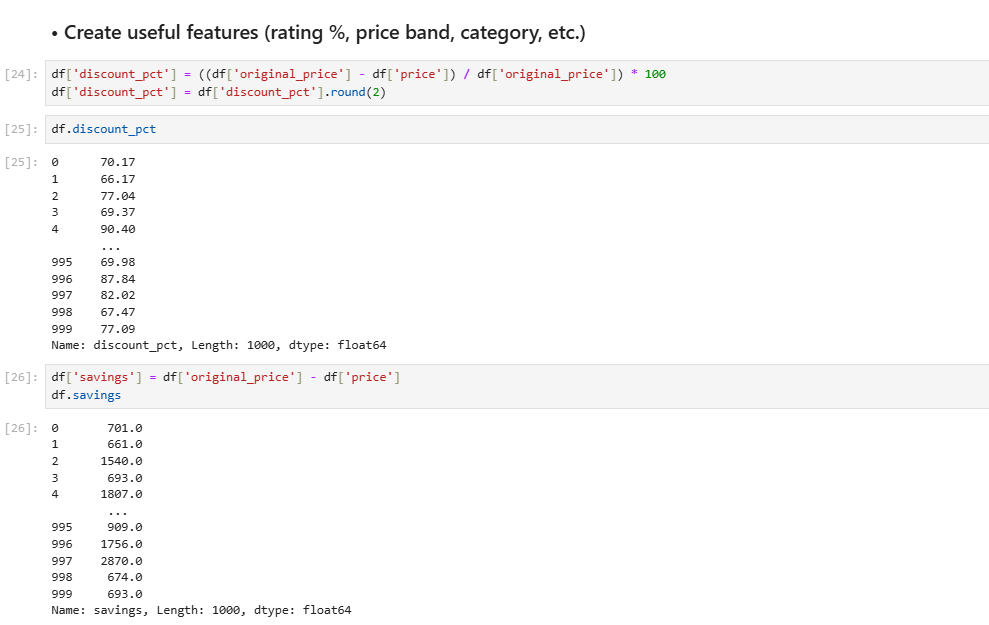 • Create useful features (rating %, price band, category, etc.)
[24]: df['discount_pct'] = ((df['original_price'] - df['price']) / df['original_price']) * 100
df['discount_pct'] = df['discount_pct'].round(2)
[25]: df.discount_pct
[25]: 0 70.17
1 66.17
2 77.04
3 69.37
4 90.40
...
995 69.98
996 87.84
997 82.02
998 67.47
999 77.09
Name: discount_pct, Length: 1000, dtype: float64
[26]: df['savings'] = df['original_price'] - df['price']
df.savings
[26]: 0 701.0
1 661.0
2 1540.0
3 693.0
4 1807.0
...
995 909.0
996 1756.0
997 2870.0
998 674.0
999 693.0
Name: savings, Length: 1000, dtype: float64